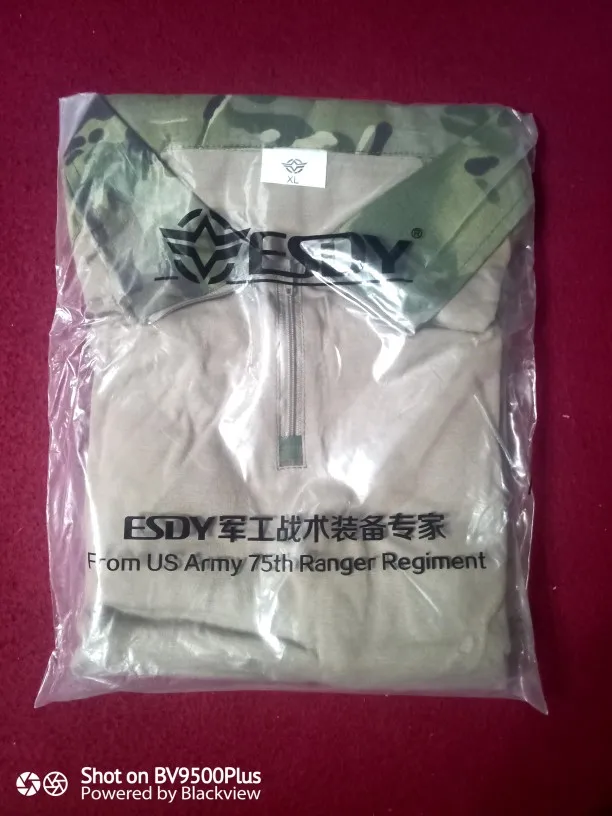 XL
ESDY®
ESDY军工战术装备专家
From US Army 75th Ranger Regiment
Shot on BV9500Plus
Powered by Blackview